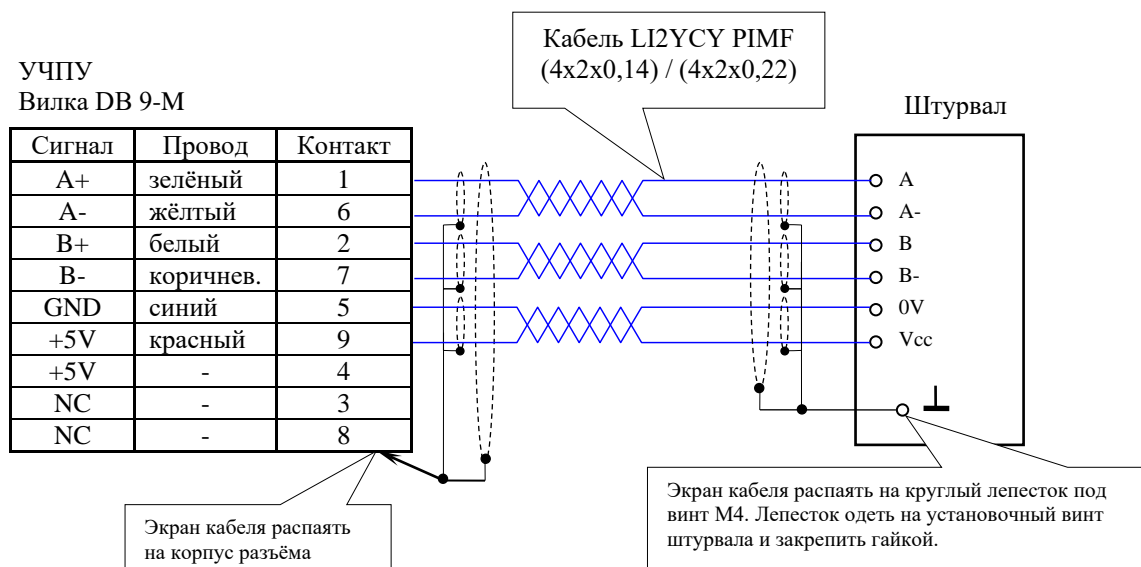 Кабель LI2YCY PIMF
(4x2x0,14) / (4x2x0,22)
УЧПУ
Вилка DB 9-M
Штурвал
Сигнал Провод Контакт
A+ зелёный 1
A- жёлтый 6
B+ белый 2
B- коричнев. 7
GND синий 5
+5V красный 9
+5V - 4
NC - 3
NC - 8
A
A-
B
B-
0V
Vcc
Экран кабеля распаять
на корпус разъёма
Экран кабеля распаять на круглый лепесток под
винт М4. Лепесток одеть на установочный винт
штурвала и закрепить гайкой.